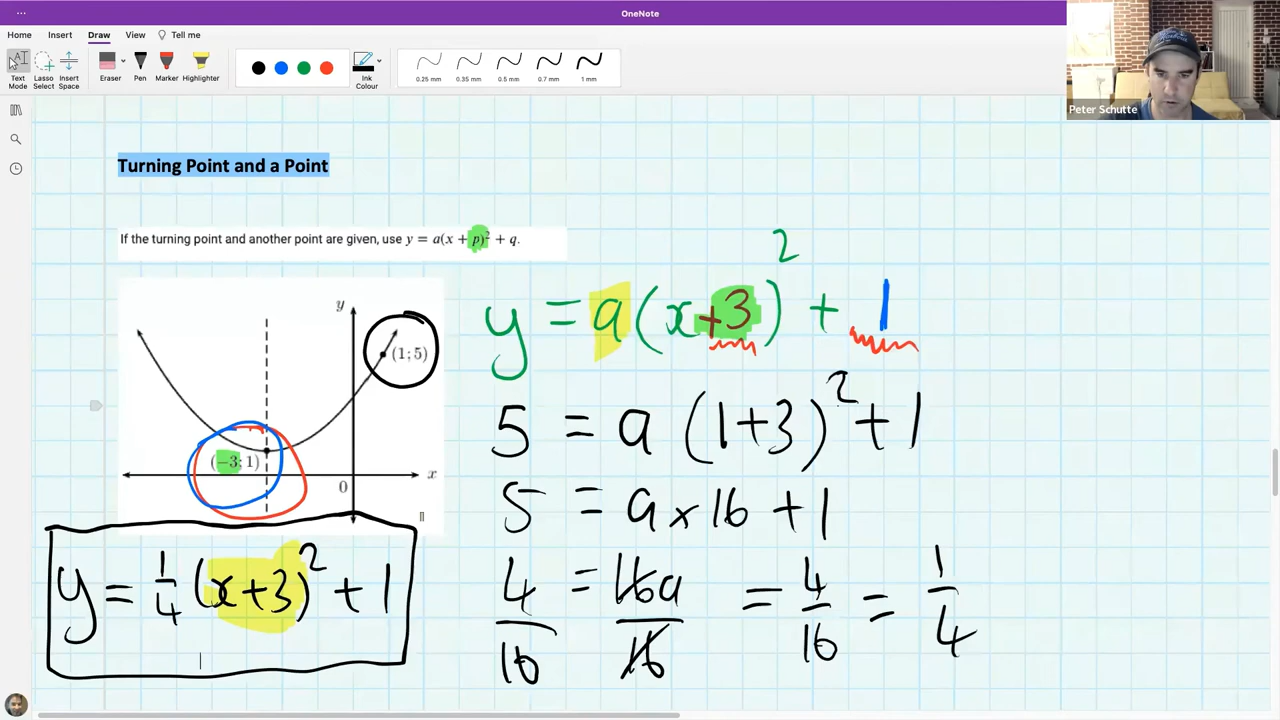 OneNote
Home Insert Draw View Tell me
Text Mode Lasso Select Insert Space Eraser Pen Marker Highlighter Ink Colour 0.25 mm 0.35 mm 0.5 mm 0.7 mm 1 mm
Peter Schutte
Turning Point and a Point
If the turning point and another point are given, use y = a(x + p)² + q.
y
(1; 5)
(−3; 1)
x
0
y = a(x+3)² + 1
5 = a(1+3)² + 1
5 = a×16 + 1
4/16 = 16a/16 = 4/16 = 1/4
y = 1/4 (x+3)² + 1